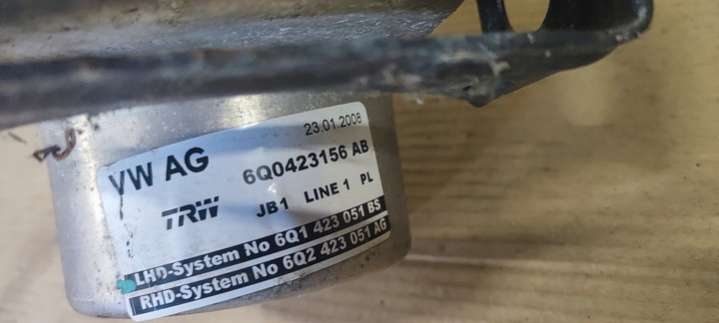 23.01.2008
VW AG 6Q0423156 AB
TRW JB1 LINE 1 PL
LHD-System No 6Q1 423 051 BS
RHD-System No 6Q2 423 051 AG